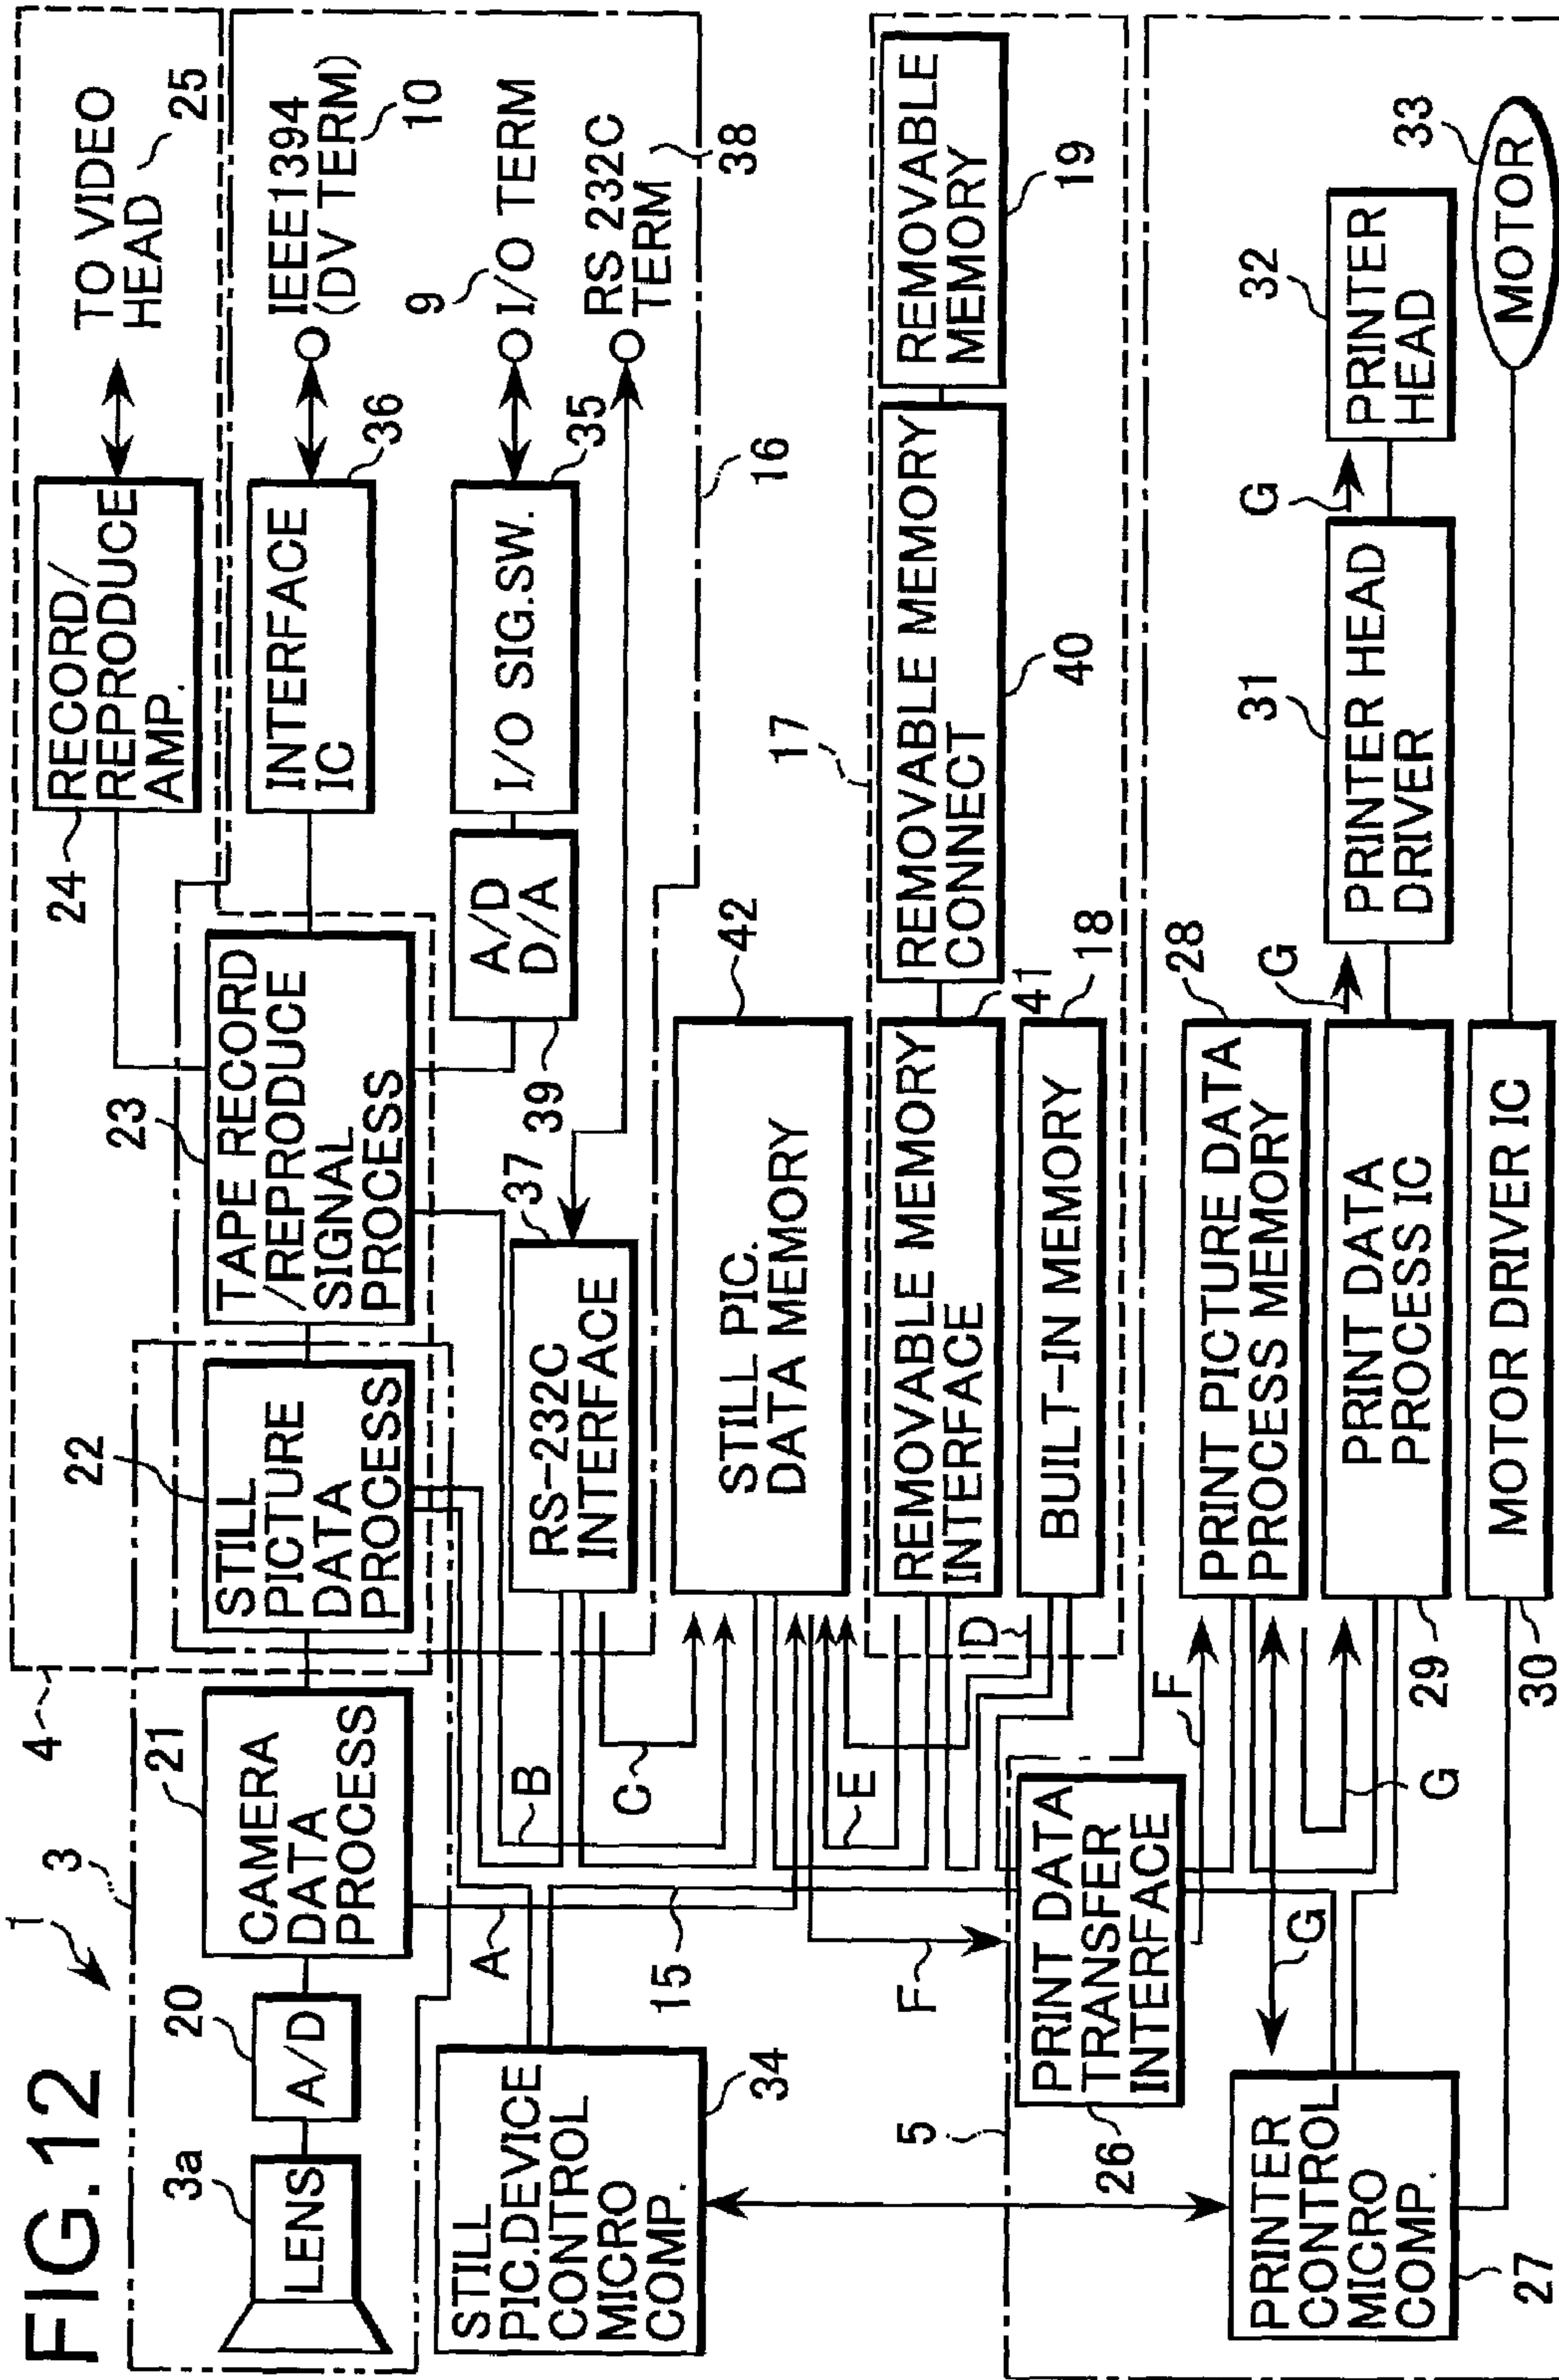 FIG.12
1
3
4
3a
LENS
20
A/D
21
CAMERA
DATA
PROCESS
22
STILL
PICTURE
DATA
PROCESS
23
TAPE RECORD
/REPRODUCE
SIGNAL
PROCESS
24
RECORD/
REPRODUCE
AMP.
TO VIDEO
HEAD
25
INTERFACE
IC
36
IEEE1394
(DV TERM)
10
A/D
D/A
39
I/O SIG.SW.
35
9
I/O TERM
RS 232C
TERM
38
37
RS-232C
INTERFACE
16
STILL
PIC.DEVICE
CONTROL
MICRO
COMP.
34
A
B
C
15
STILL PIC.
DATA MEMORY
42
17
E
D
F
REMOVABLE MEMORY
INTERFACE
41
REMOVABLE MEMORY
CONNECT
40
REMOVABLE
MEMORY
19
BUILT-IN MEMORY
18
5
PRINT DATA
TRANSFER
INTERFACE
26
F
PRINT PICTURE DATA
PROCESS MEMORY
28
G
G
PRINT DATA
PROCESS IC
29
G
PRINTER HEAD
DRIVER
31
G
PRINTER
HEAD
32
PRINTER
CONTROL
MICRO
COMP.
27
MOTOR DRIVER IC
30
MOTOR
33